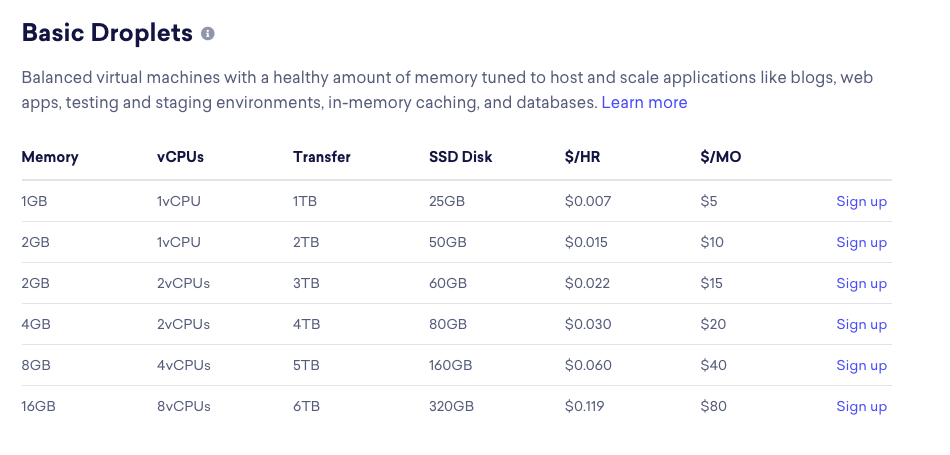 Basic Droplets
Balanced virtual machines with a healthy amount of memory tuned to host and scale applications like blogs, web
apps, testing and staging environments, in-memory caching, and databases. Learn more
Memory vCPUs Transfer SSD Disk $/HR $/MO
1GB 1vCPU 1TB 25GB $0.007 $5 Sign up
2GB 1vCPU 2TB 50GB $0.015 $10 Sign up
2GB 2vCPUs 3TB 60GB $0.022 $15 Sign up
4GB 2vCPUs 4TB 80GB $0.030 $20 Sign up
8GB 4vCPUs 5TB 160GB $0.060 $40 Sign up
16GB 8vCPUs 6TB 320GB $0.119 $80 Sign up